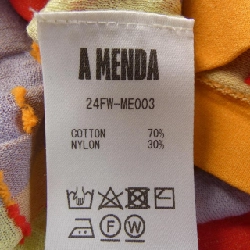 A MENDA
24FW-ME003
COTTON 70%
NYLON 30%
F W